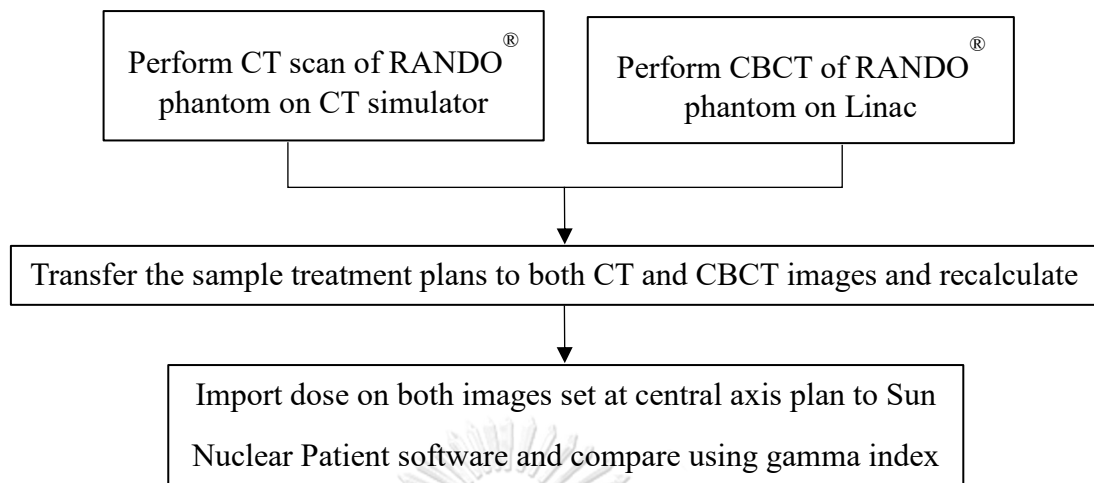 Perform CT scan of RANDO®
phantom on CT simulator
Perform CBCT of RANDO®
phantom on Linac
Transfer the sample treatment plans to both CT and CBCT images and recalculate
Import dose on both images set at central axis plan to Sun
Nuclear Patient software and compare using gamma index